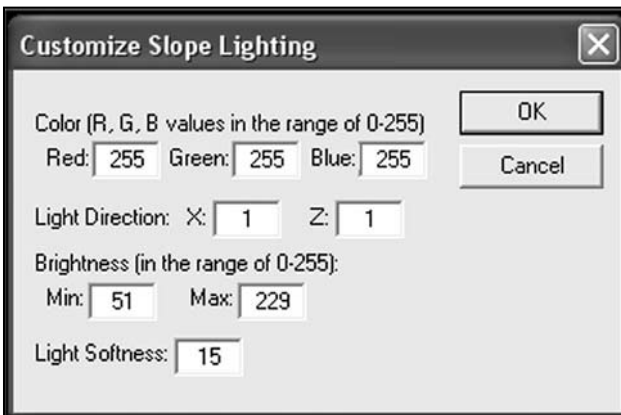 Customize Slope Lighting
Color (R, G, B values in the range of 0-255)
OK
Red: 255 Green: 255 Blue: 255
Cancel
Light Direction: X: 1 Z: 1
Brightness (in the range of 0-255):
Min: 51 Max: 229
Light Softness: 15